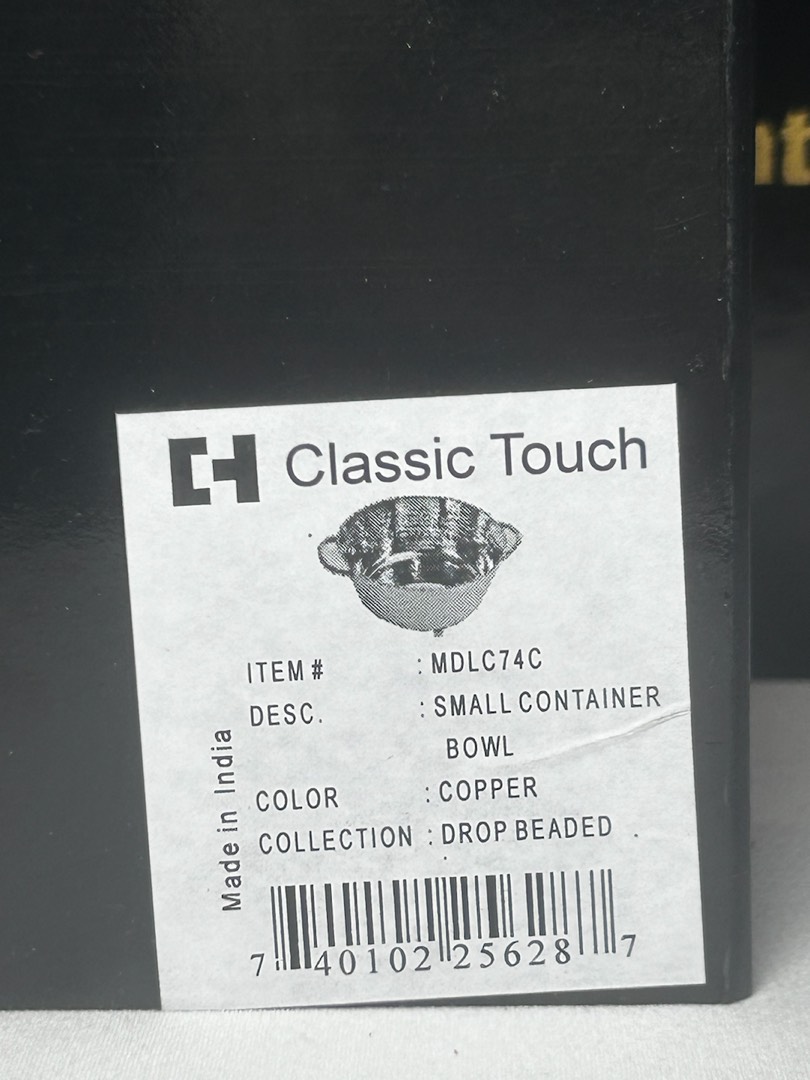 Classic Touch
ITEM # : MDLC74C
DESC. : SMALL CONTAINER
BOWL
COLOR : COPPER
COLLECTION : DROP BEADED .
Made in India
7 40102 25628 7